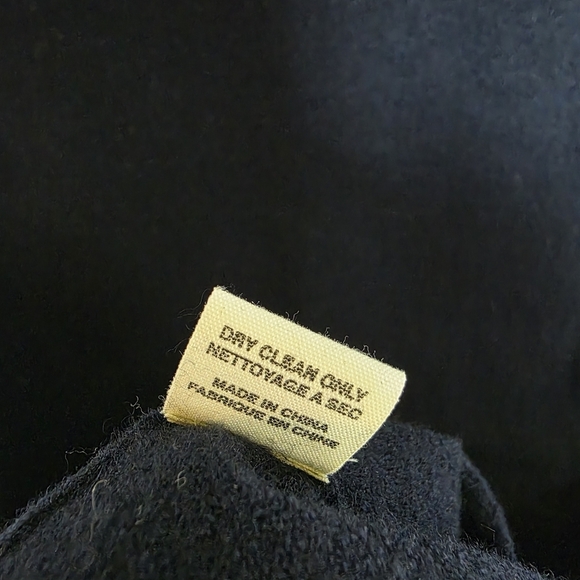 DRY CLEAN ONLY
NETTOYAGE A SEC
MADE IN CHINA
FABRIQUE EN CHINE